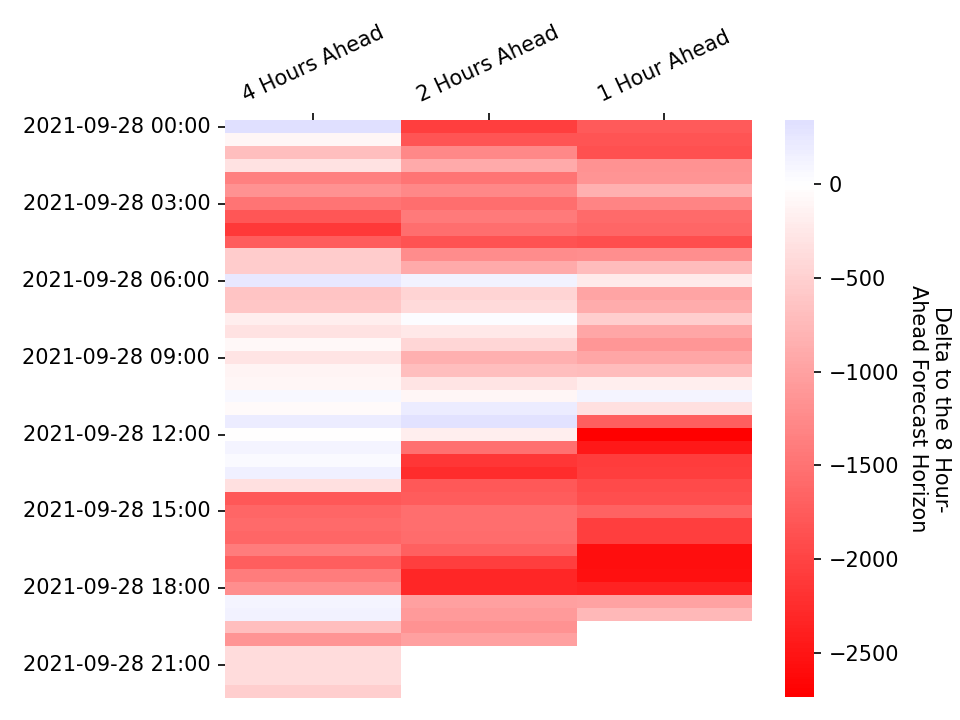 4 Hours Ahead
2 Hours Ahead
1 Hour Ahead
2021-09-28 00:00
2021-09-28 03:00
2021-09-28 06:00
2021-09-28 09:00
2021-09-28 12:00
2021-09-28 15:00
2021-09-28 18:00
2021-09-28 21:00
0
−500
−1000
−1500
−2000
−2500
Delta to the 8 Hour-
Ahead Forecast Horizon